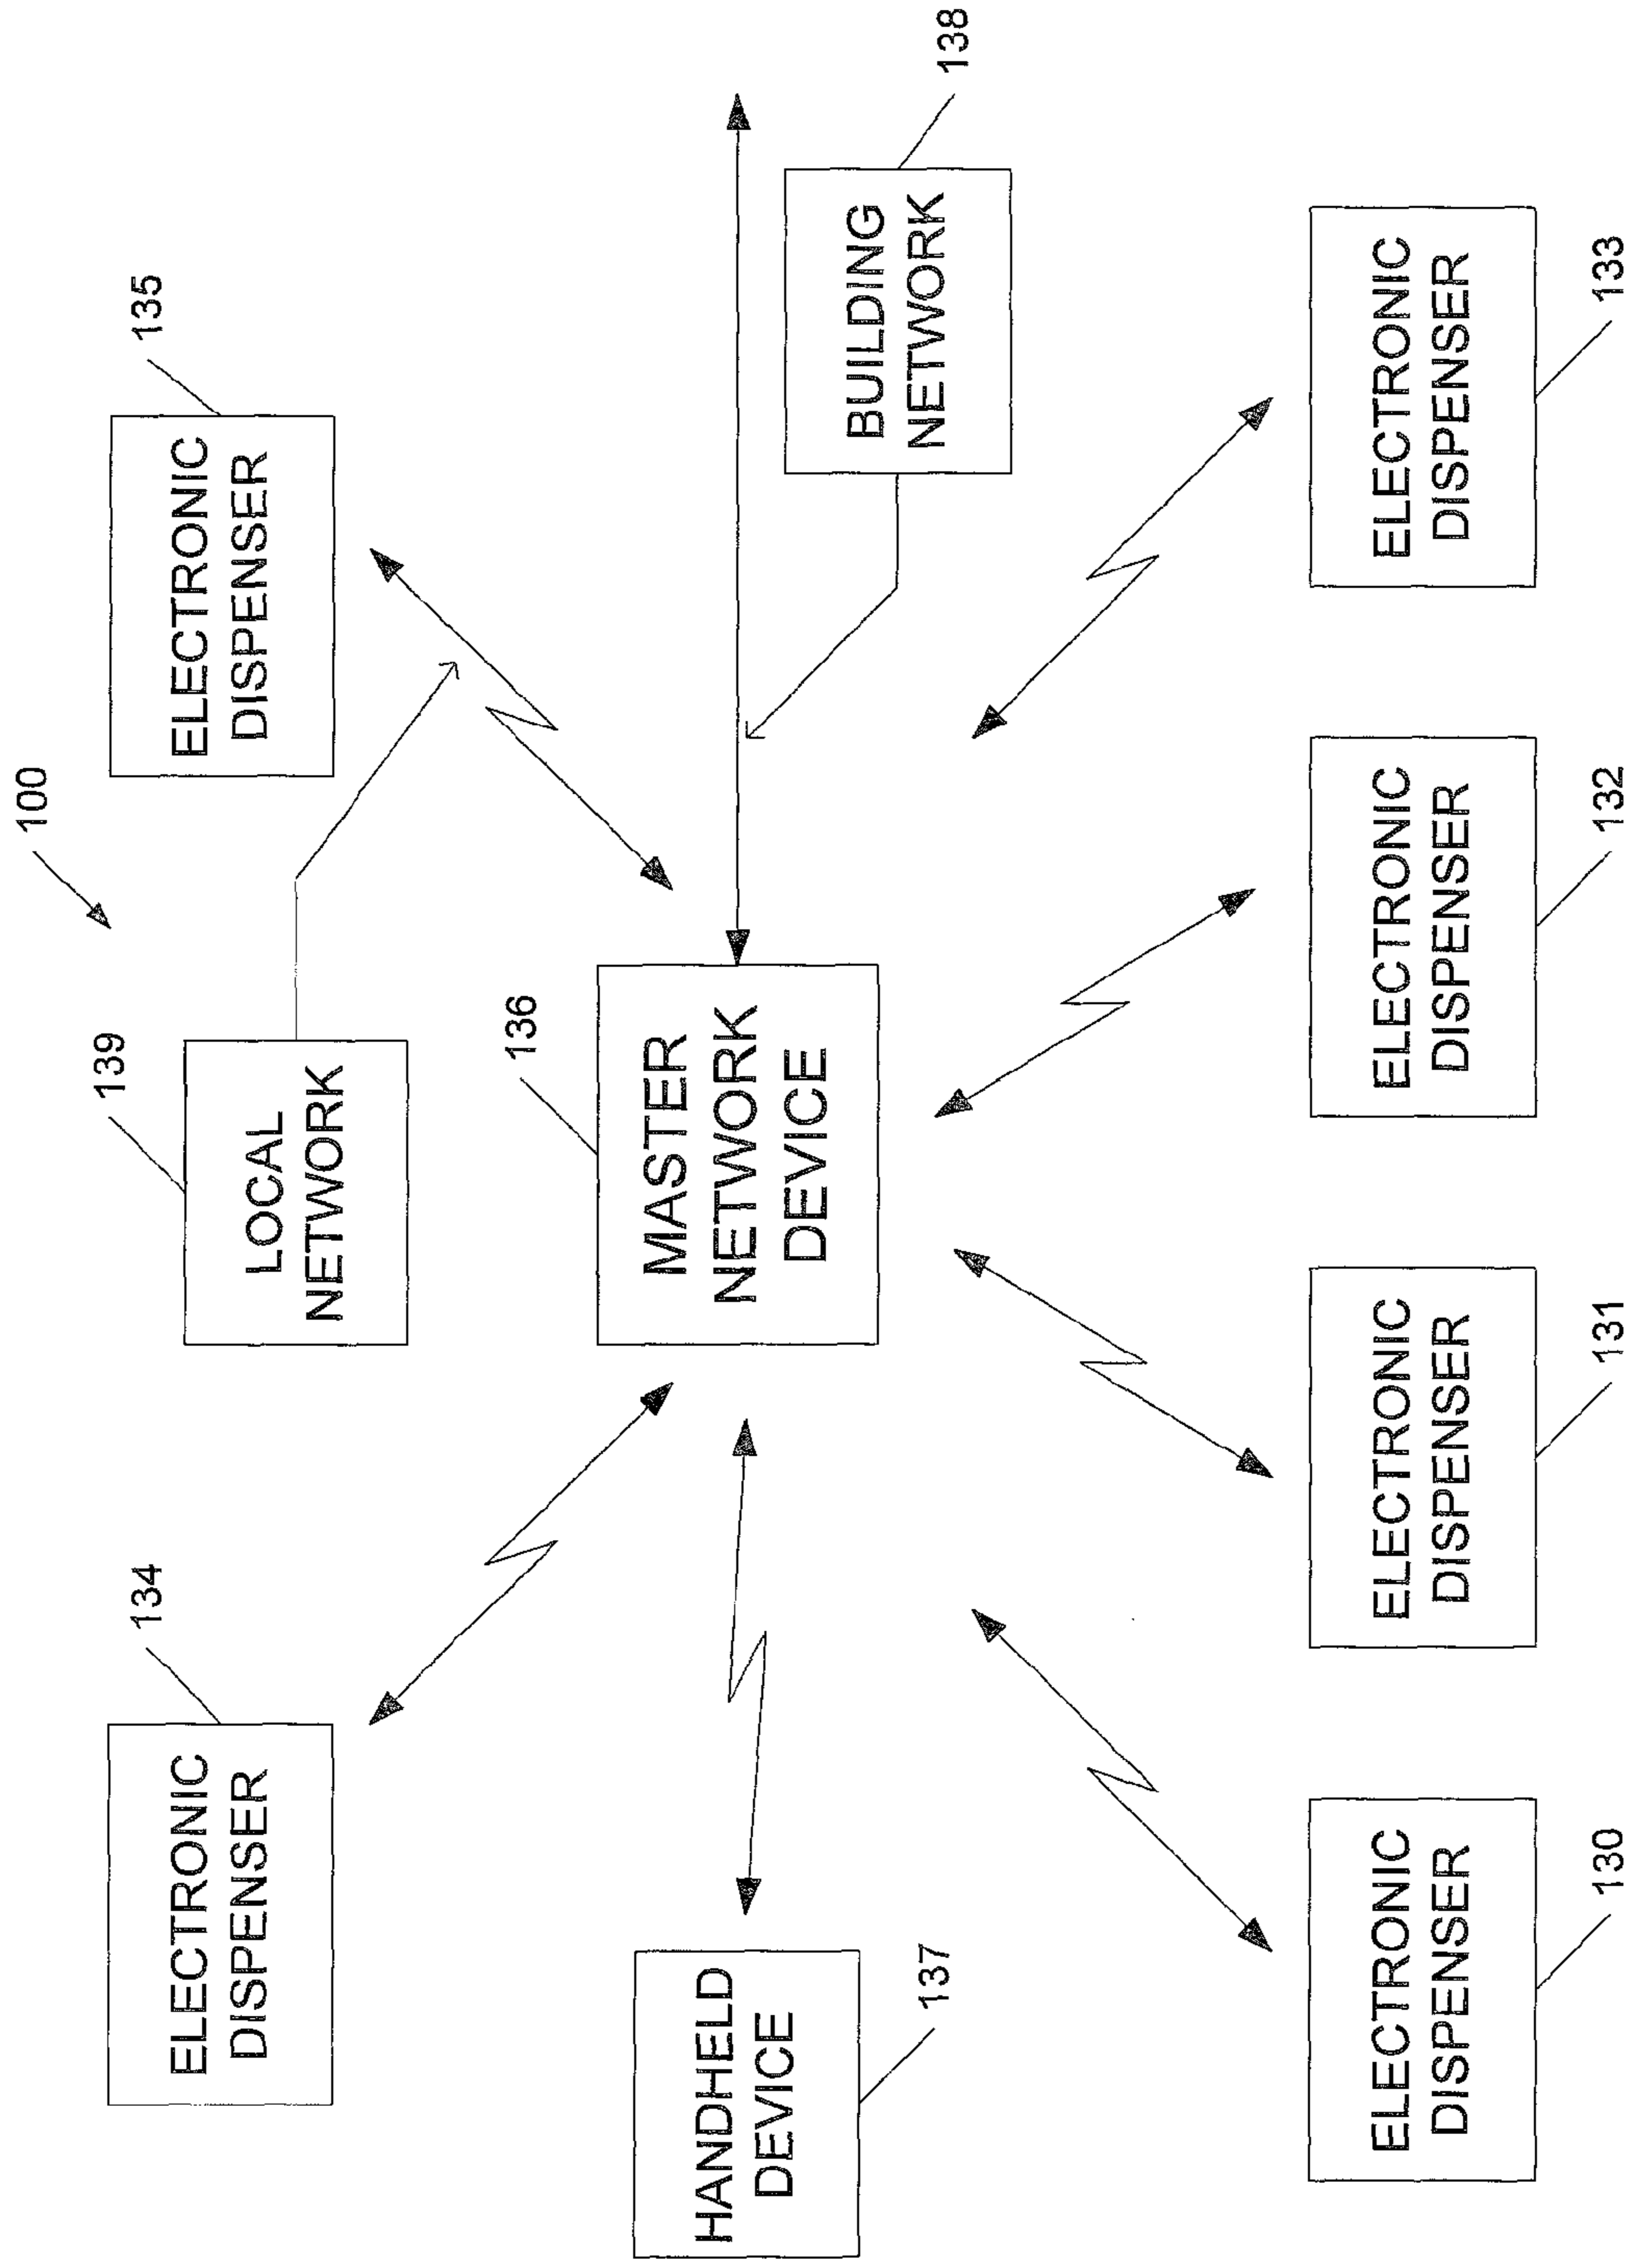 100
134
ELECTRONIC
DISPENSER
139
LOCAL
NETWORK
135
ELECTRONIC
DISPENSER
HANDHELD
DEVICE
137
136
MASTER
NETWORK
DEVICE
BUILDING
NETWORK
138
ELECTRONIC
DISPENSER
130
ELECTRONIC
DISPENSER
131
ELECTRONIC
DISPENSER
132
ELECTRONIC
DISPENSER
133